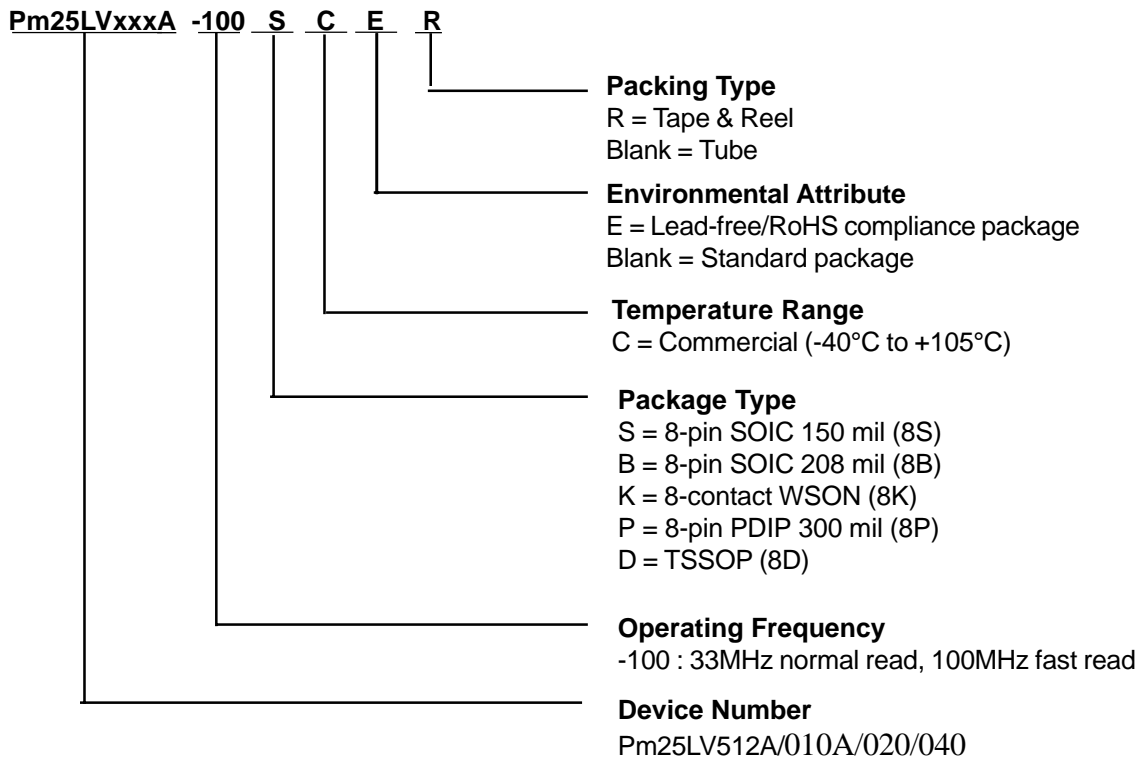 Pm25LVxxxA -100 S C E R
Packing Type
R = Tape & Reel
Blank = Tube
Environmental Attribute
E = Lead-free/RoHS compliance package
Blank = Standard package
Temperature Range
C = Commercial (-40°C to +105°C)
Package Type
S = 8-pin SOIC 150 mil (8S)
B = 8-pin SOIC 208 mil (8B)
K = 8-contact WSON (8K)
P = 8-pin PDIP 300 mil (8P)
D = TSSOP (8D)
Operating Frequency
-100 : 33MHz normal read, 100MHz fast read
Device Number
Pm25LV512A/010A/020/040